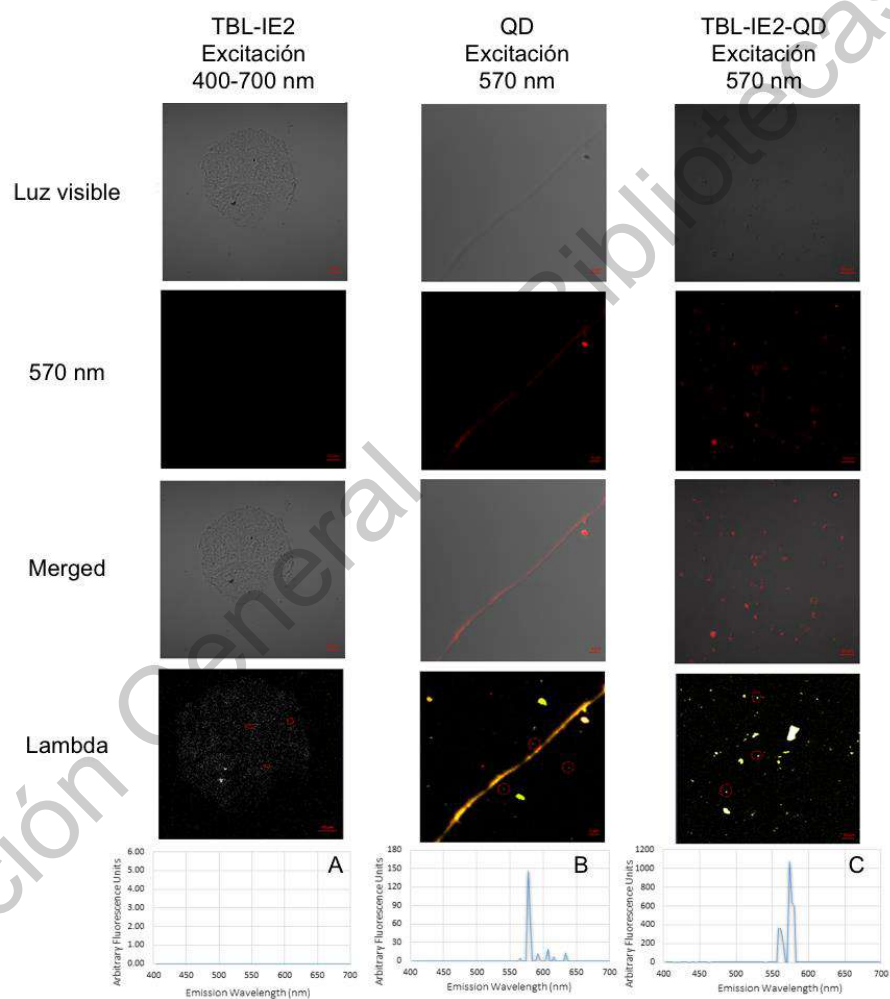 TBL-IE2
Excitación
400-700 nm
QD
Excitación
570 nm
TBL-IE2-QD
Excitación
570 nm
Luz visible
570 nm
Merged
Lambda
A
Arbitrary Fluorescence Units
6.00
5.00
4.00
3.00
2.00
1.00
0.00
400 450 500 550 600 650 700
Emission Wavelength (nm)
B
Arbitrary Fluorescence Units
180
150
120
90
60
30
0
400 450 500 550 600 650 700
Emission Wavelength (nm)
C
Arbitrary Fluorescence Units
1200
1000
800
600
400
200
0
400 450 500 550 600 650 700
Emission Wavelength (nm)
ción General Bibliotecas